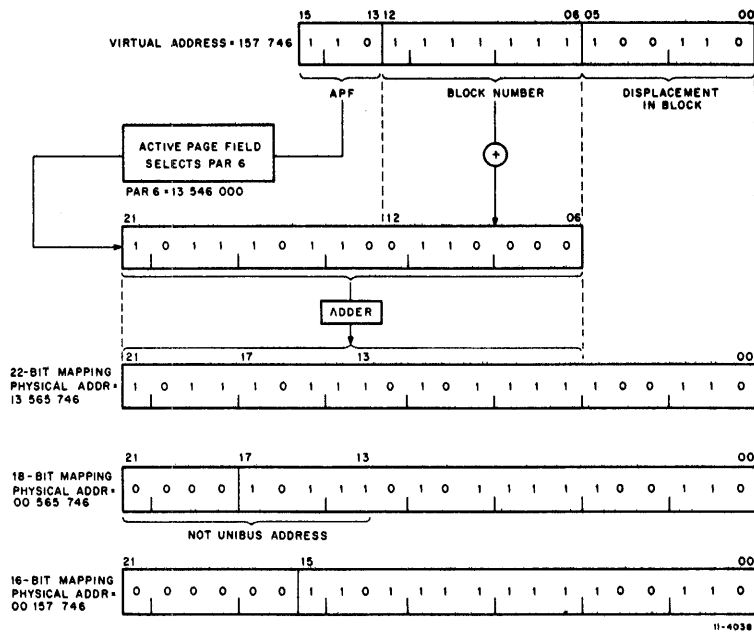 15 13 12 06 05 00
VIRTUAL ADDRESS = 157 746
1 1 0 1 1 1 1 1 1 1 1 0 0 1 1 0
APF
BLOCK NUMBER
DISPLACEMENT
IN BLOCK
ACTIVE PAGE FIELD
SELECTS PAR 6
+
PAR 6 = 13 546 000
21 12 06
1 0 1 1 1 0 1 1 0 0 1 1 0 0 0 0
ADDER
21 17 13 00
22-BIT MAPPING
PHYSICAL ADDR=
13 565 746
1 0 1 1 1 0 1 1 1 0 1 0 1 1 1 1 1 0 0 1 1 0
21 17 13 00
18-BIT MAPPING
PHYSICAL ADDR=
00 565 746
0 0 0 0 1 0 1 1 1 0 1 0 1 1 1 1 1 0 0 1 1 0
NOT UNIBUS ADDRESS
21 15 00
16-BIT MAPPING
PHYSICAL ADDR=
00 157 746
0 0 0 0 0 0 1 1 0 1 1 1 1 1 1 1 1 0 0 1 1 0
11-4038